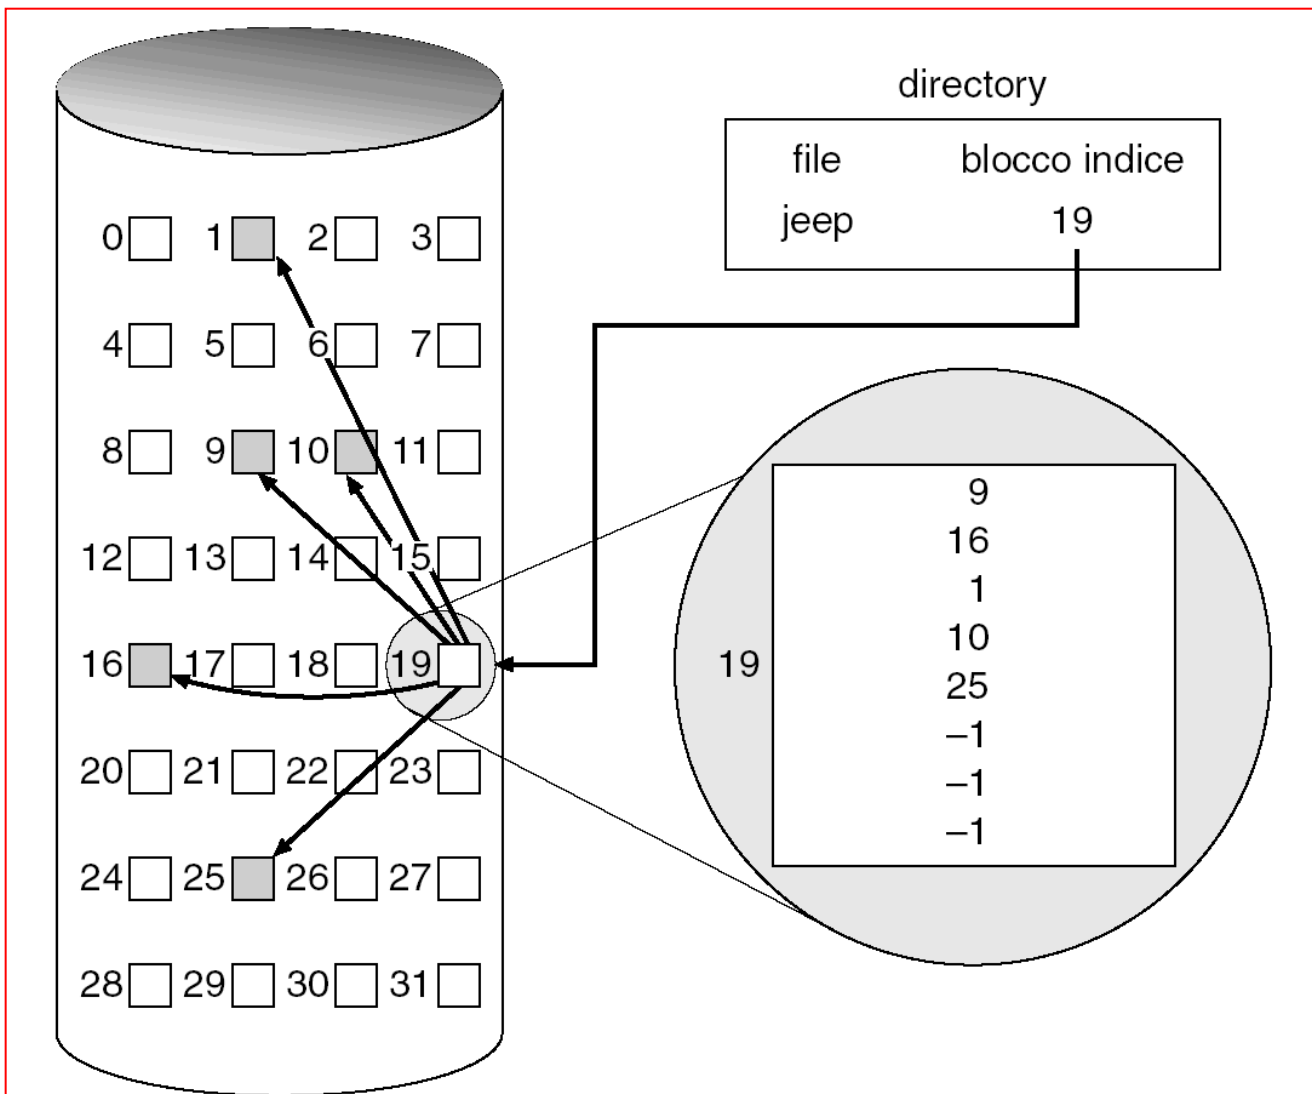 directory
file blocco indice
jeep 19
0 1 2 3
4 5 6 7
8 9 10 11
12 13 14 15
16 17 18 19
20 21 22 23
24 25 26 27
28 29 30 31
19
9
16
1
10
25
–1
–1
–1